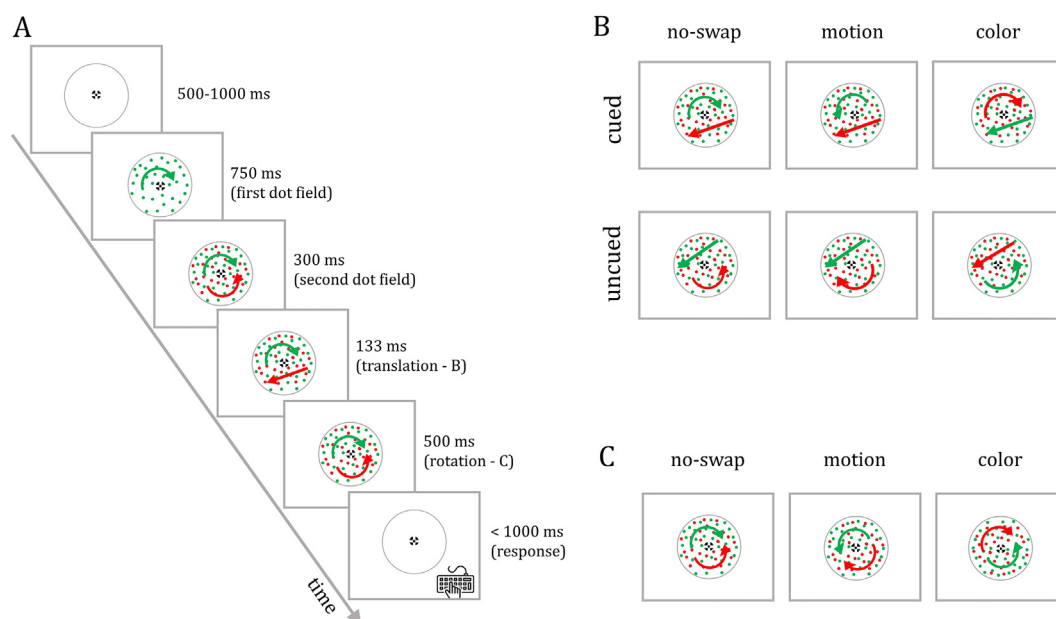 A
500-1000 ms
750 ms
(first dot field)
300 ms
(second dot field)
133 ms
(translation - B)
500 ms
(rotation - C)
< 1000 ms
(response)
time
B
no-swap motion color
cued
uncued
C
no-swap motion color